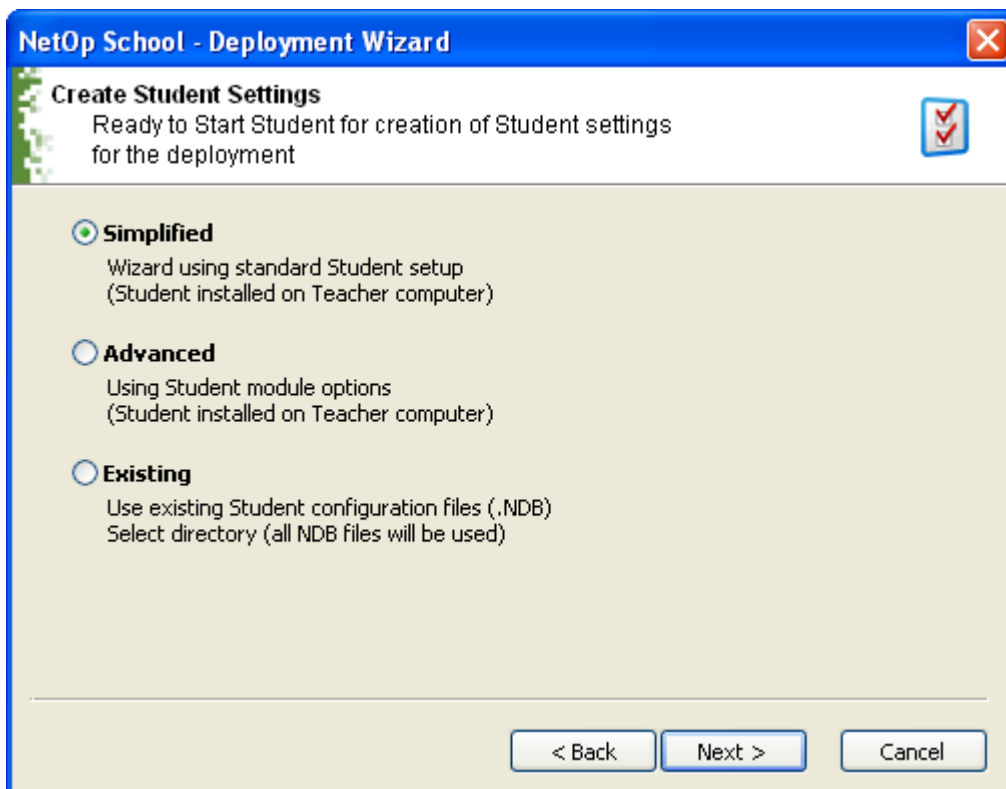 NetOp School - Deployment Wizard
Create Student Settings
Ready to Start Student for creation of Student settings
for the deployment
Simplified
Wizard using standard Student setup
(Student installed on Teacher computer)
Advanced
Using Student module options
(Student installed on Teacher computer)
Existing
Use existing Student configuration files (.NDB)
Select directory (all NDB files will be used)
< Back
Next >
Cancel